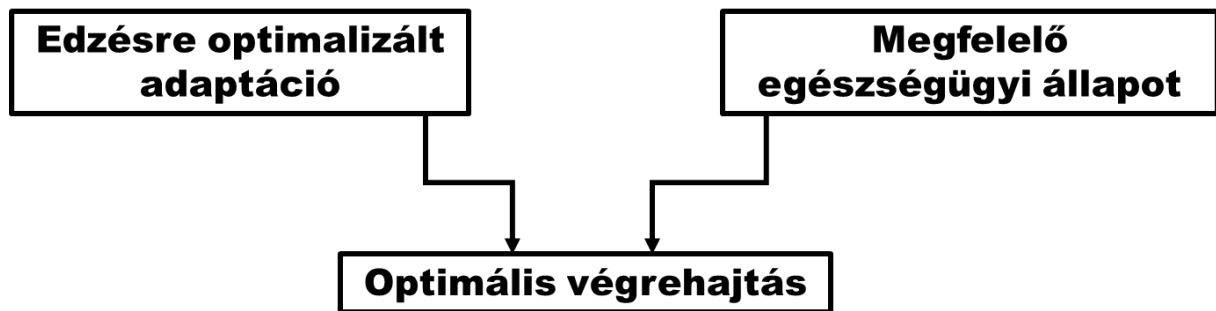 Edzésre optimalizált
adaptáció
Megfelelő
egészségügyi állapot
Optimális végrehajtás